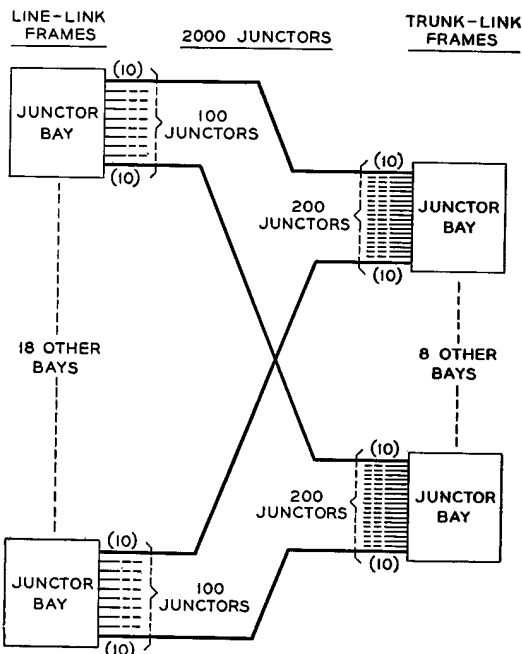 LINE-LINK
FRAMES
2000 JUNCTORS
TRUNK-LINK
FRAMES
(10)
JUNCTOR
BAY
100
JUNCTORS
(10)
(10)
200
JUNCTORS
JUNCTOR
BAY
(10)
18 OTHER
BAYS
8 OTHER
BAYS
(10)
200
JUNCTORS
JUNCTOR
BAY
(10)
(10)
JUNCTOR
BAY
100
JUNCTORS
(10)